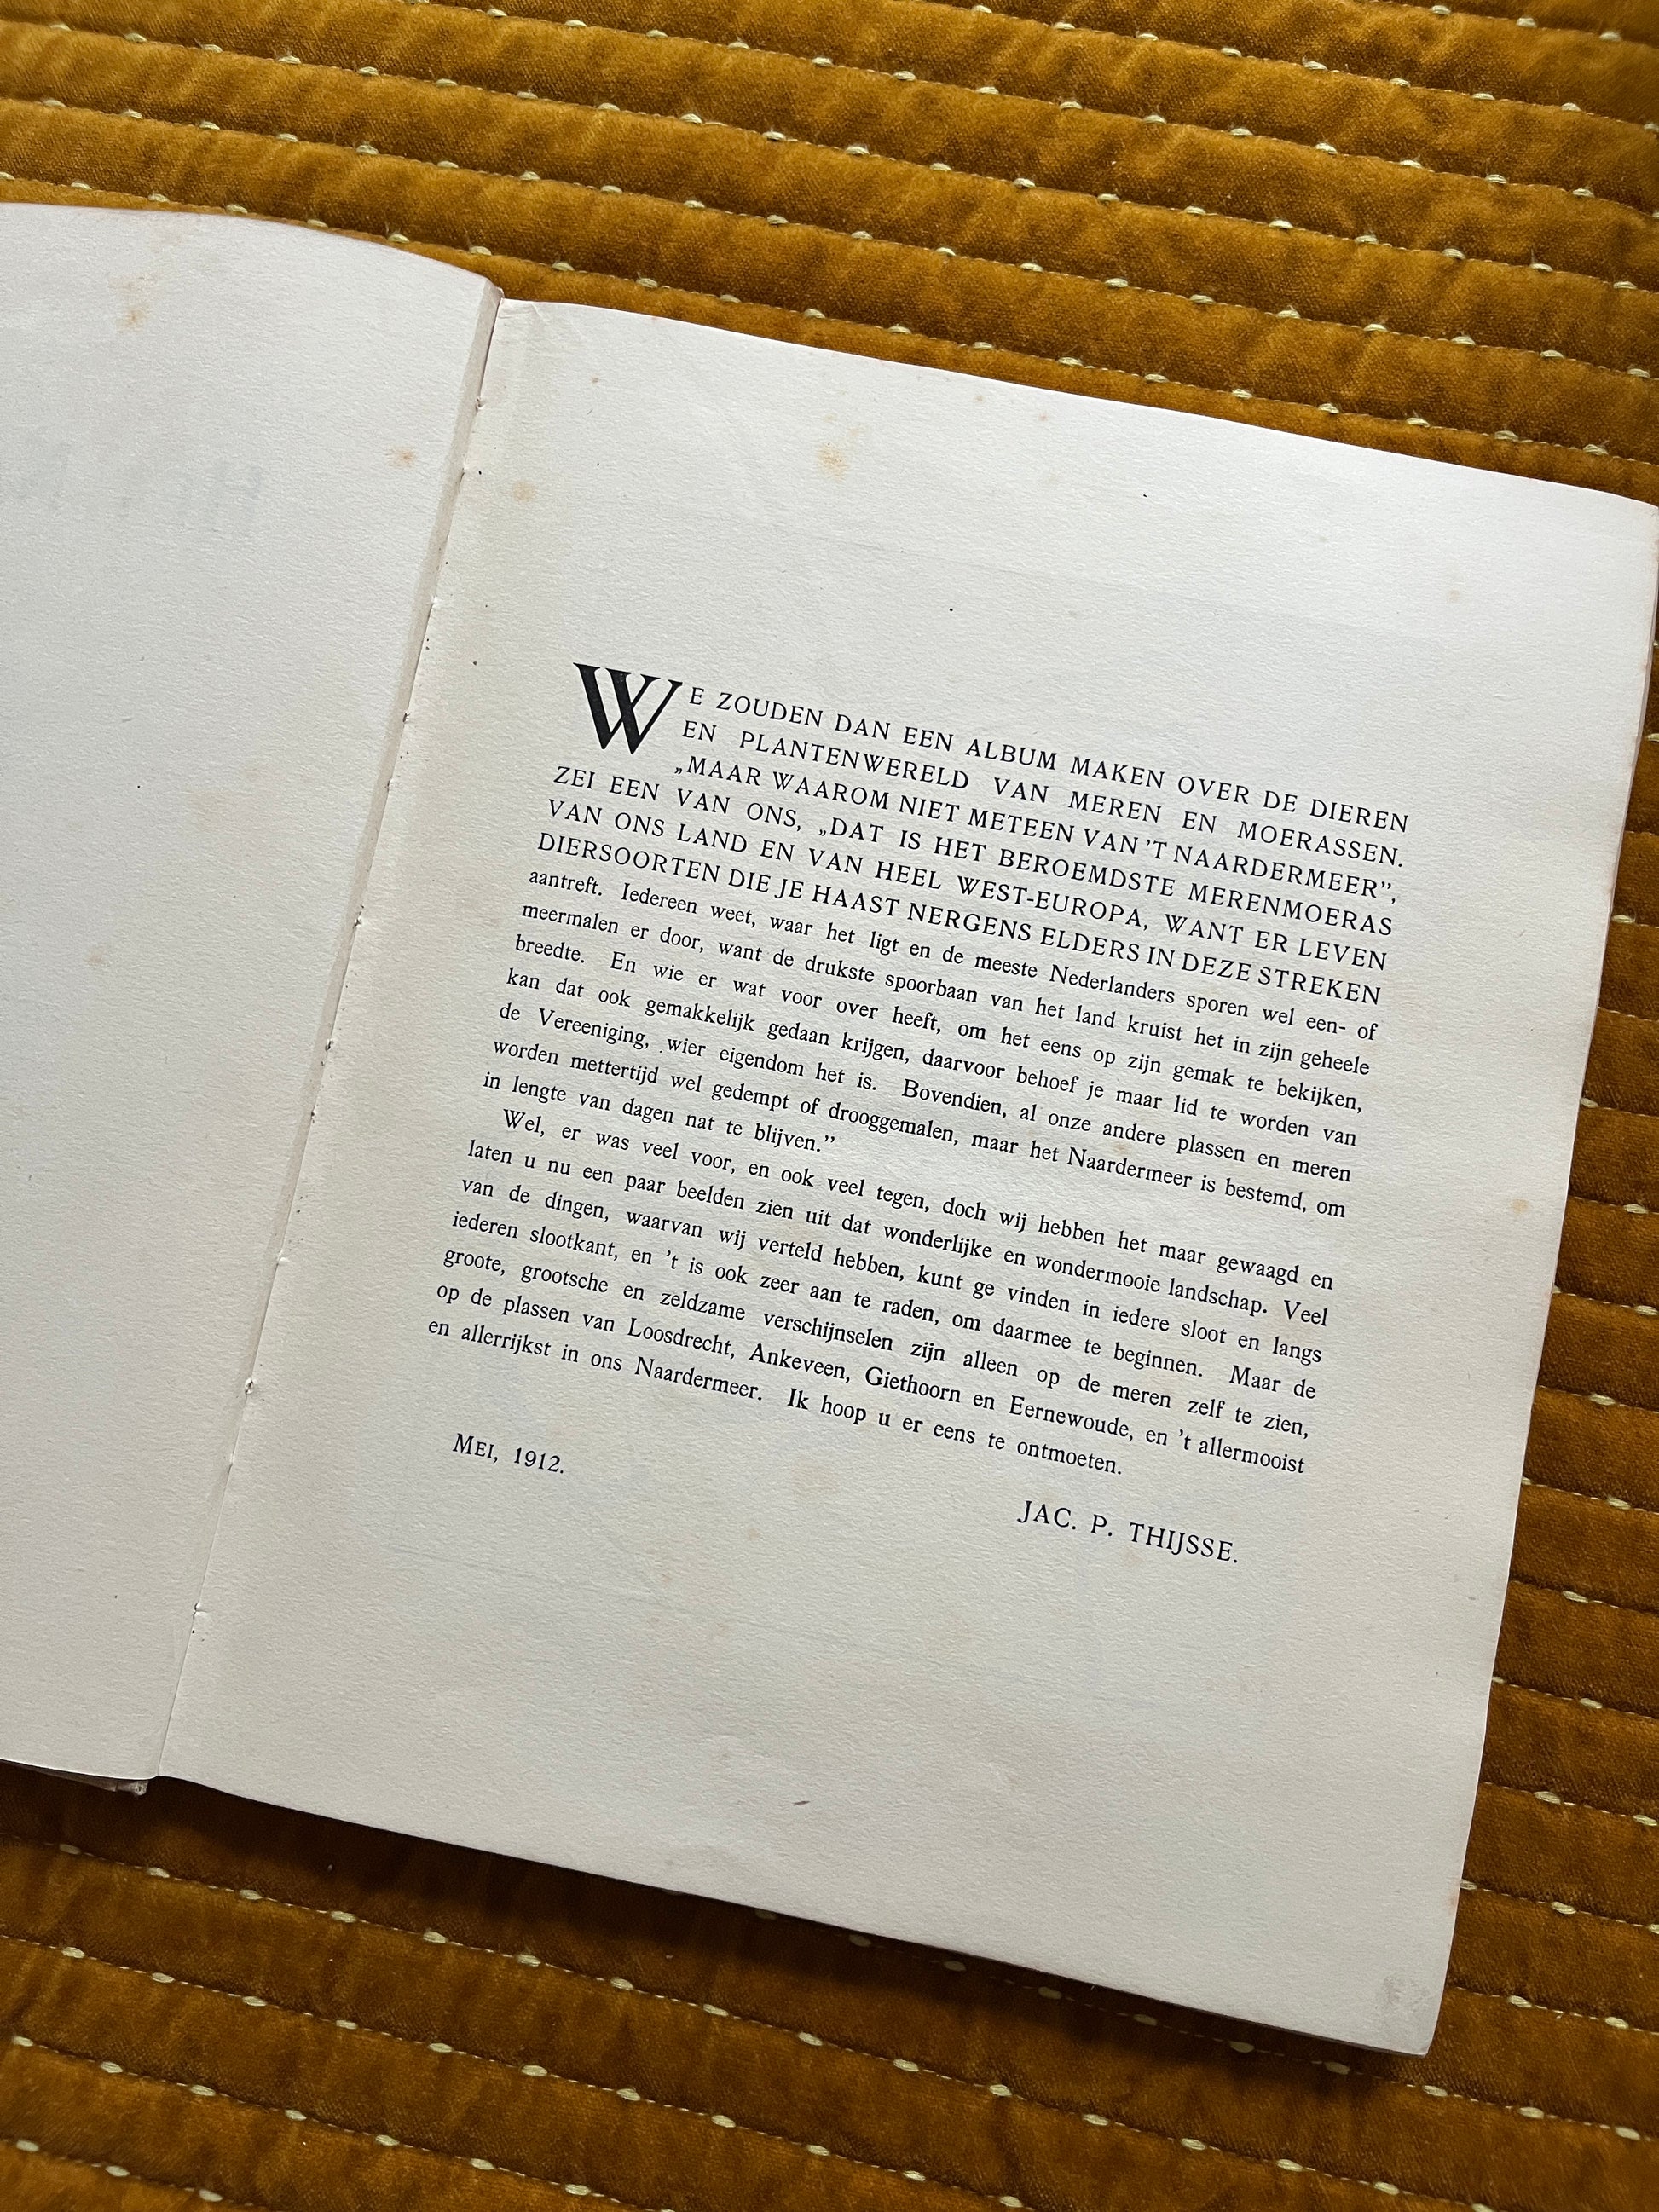 WE ZOUDEN DAN EEN ALBUM MAKEN OVER DE DIEREN
EN PLANTENWERELD VAN MEREN EN MOERASSEN.
„MAAR WAAROM NIET METEEN VAN 'T NAARDERMEER”,
ZEI EEN VAN ONS, „DAT IS HET BEROEMDSTE MERENMOERAS
VAN ONS LAND EN VAN HEEL WEST-EUROPA, WANT ER LEVEN
DIERSOORTEN DIE JE HAAST NERGENS ELDERS IN DEZE STREKEN
aantreft. Iedereen weet, waar het ligt en de meeste Nederlanders sporen wel een- of
meermalen er door, want de drukste spoorbaan van het land kruist het in zijn geheele
breedte. En wie er wat voor over heeft, om het eens op zijn gemak te bekijken,
kan dat ook gemakkelijk gedaan krijgen, daarvoor behoef je maar lid te worden van
de Vereeniging, wier eigendom het is. Bovendien, al onze andere plassen en meren
worden mettertijd wel gedempt of drooggemalen, maar het Naardermeer is bestemd, om
in lengte van dagen nat te blijven.”
Wel, er was veel voor, en ook veel tegen, doch wij hebben het maar gewaagd en
laten u nu een paar beelden zien uit dat wonderlijke en wondermooie landschap. Veel
van de dingen, waarvan wij verteld hebben, kunt ge vinden in iedere sloot en langs
iederen slootkant, en 't is ook zeer aan te raden, om daarmee te beginnen. Maar de
groote, grootsche en zeldzame verschijnselen zijn alleen op de meren zelf te zien,
op de plassen van Loosdrecht, Ankeveen, Giethoorn en Eernewoude, en 't allermooist
en allerrijkst in ons Naardermeer. Ik hoop u er eens te ontmoeten.
MEI, 1912.
JAC. P. THIJSSE.